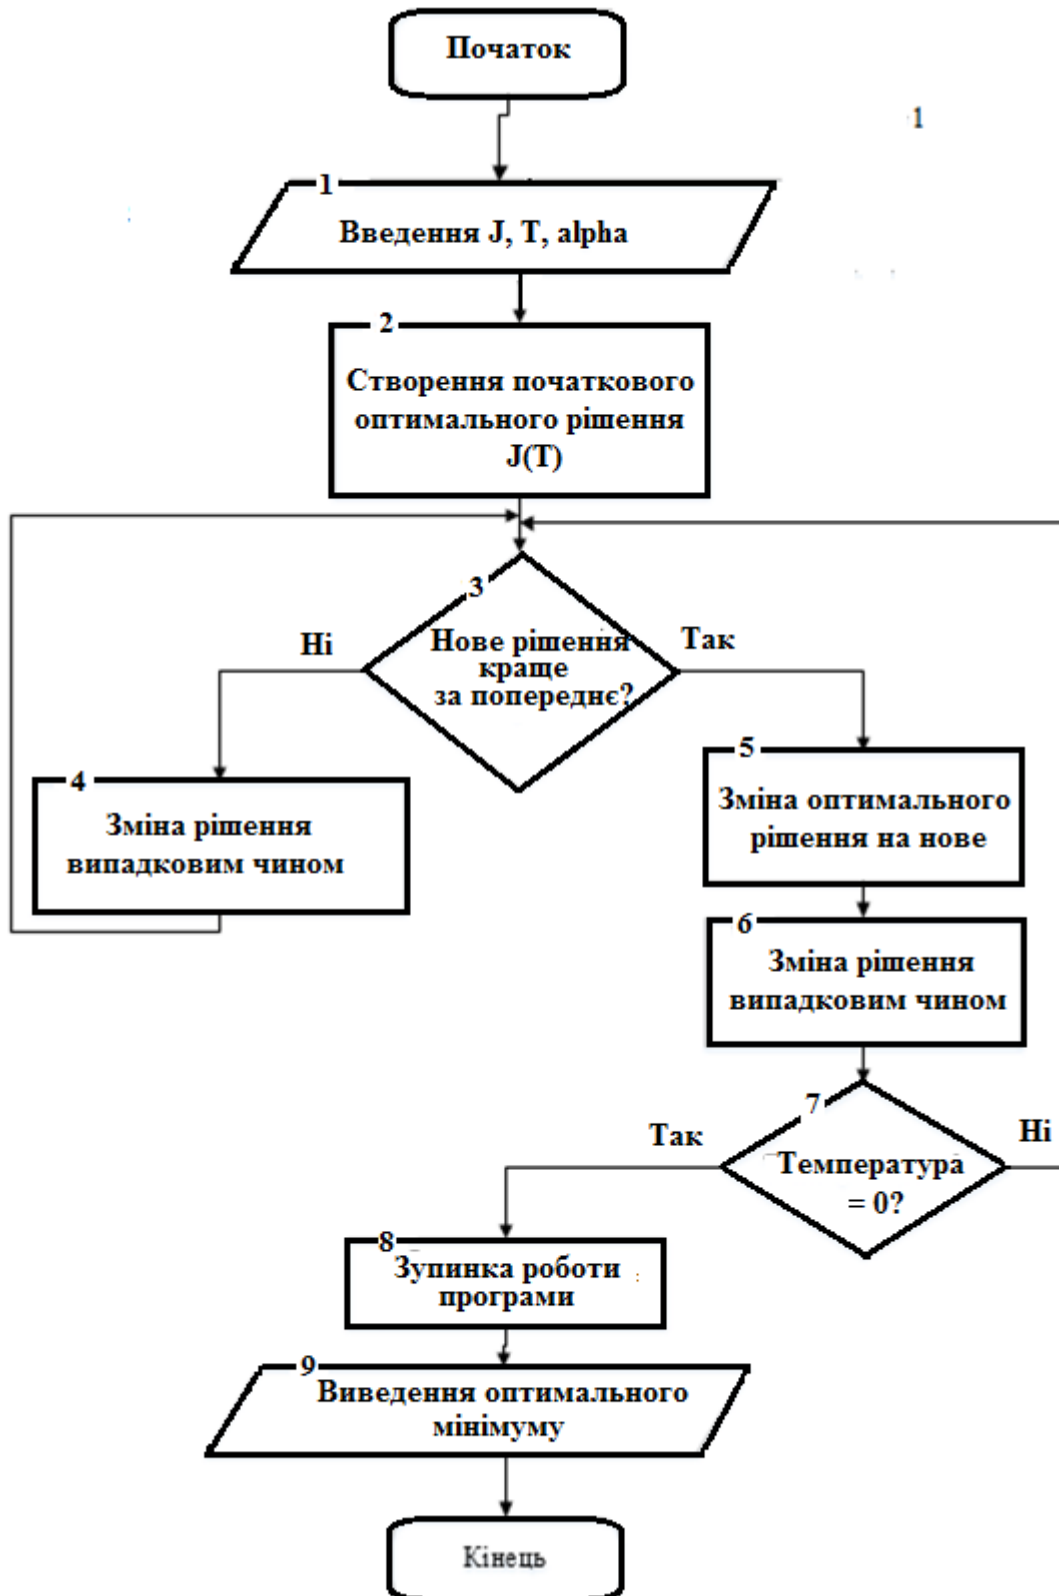 Початок
1
1
Введення J, T, alpha
2
Створення початкового
оптимального рішення
J(T)
3
Ні
Так
Нове рішення
краще
за попереднє?
4
Зміна рішення
випадковим чином
5
Зміна оптимального
рішення на нове
6
Зміна рішення
випадковим чином
7
Так
Ні
Температура
= 0?
8
Зупинка роботи
програми
9
Виведення оптимального
мінімуму
Кінець